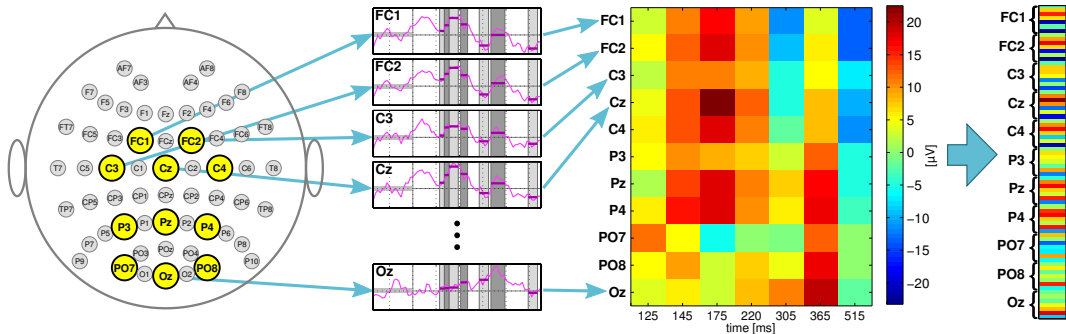 AF7 AF8
AF3 AF4
F7 F5 F3 F1 Fz F2 F4 F6 F8
FT7 FC5 FC3 FC1 FCz FC2 FC4 FC6 FT8
T7 C5 C3 C1 Cz C2 C4 C6 T8
TP7 CP5 CP3 CP1 CPz CP2 CP4 CP6 TP8
P9 P7 P5 P3 P1 Pz P2 P4 P6 P8 P10
PO7 PO3 POz PO4 PO8
O1 Oz O2
FC1
FC2
C3
Cz
Oz
FC1
FC2
C3
Cz
C4
P3
Pz
P4
PO7
PO8
Oz
125 145 175 220 305 365 515
time [ms]
20
15
10
5
0
−5
−10
−15
−20
[µV]
FC1
FC2
C3
Cz
C4
P3
Pz
P4
PO7
PO8
Oz